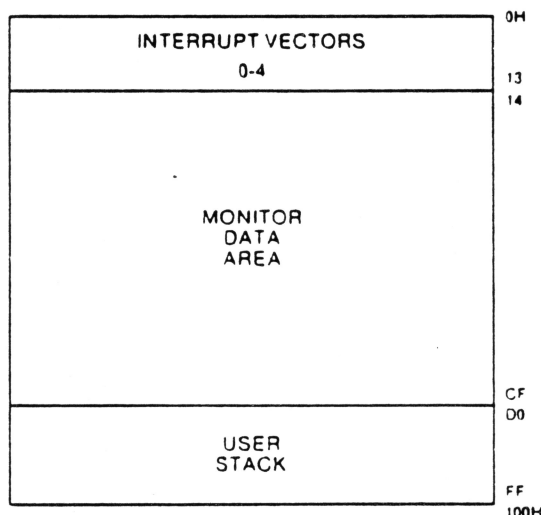 0H
INTERRUPT VECTORS
0-4
13
14
MONITOR
DATA
AREA
CF
D0
USER
STACK
FF
100H